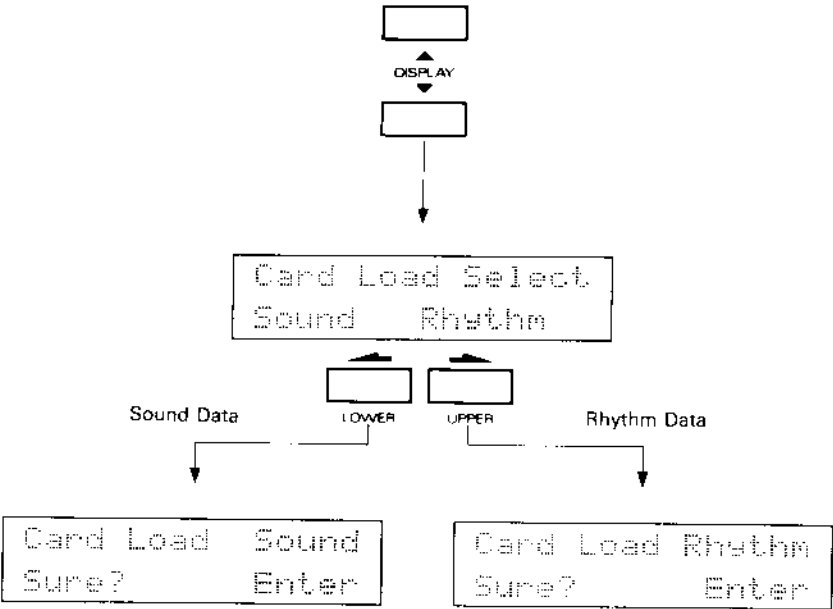 DISPLAY
Card Load Select
Sound Rhythm
LOWER UPPER
Sound Data
Rhythm Data
Card Load Sound
Sure? Enter
Card Load Rhythm
Sure? Enter